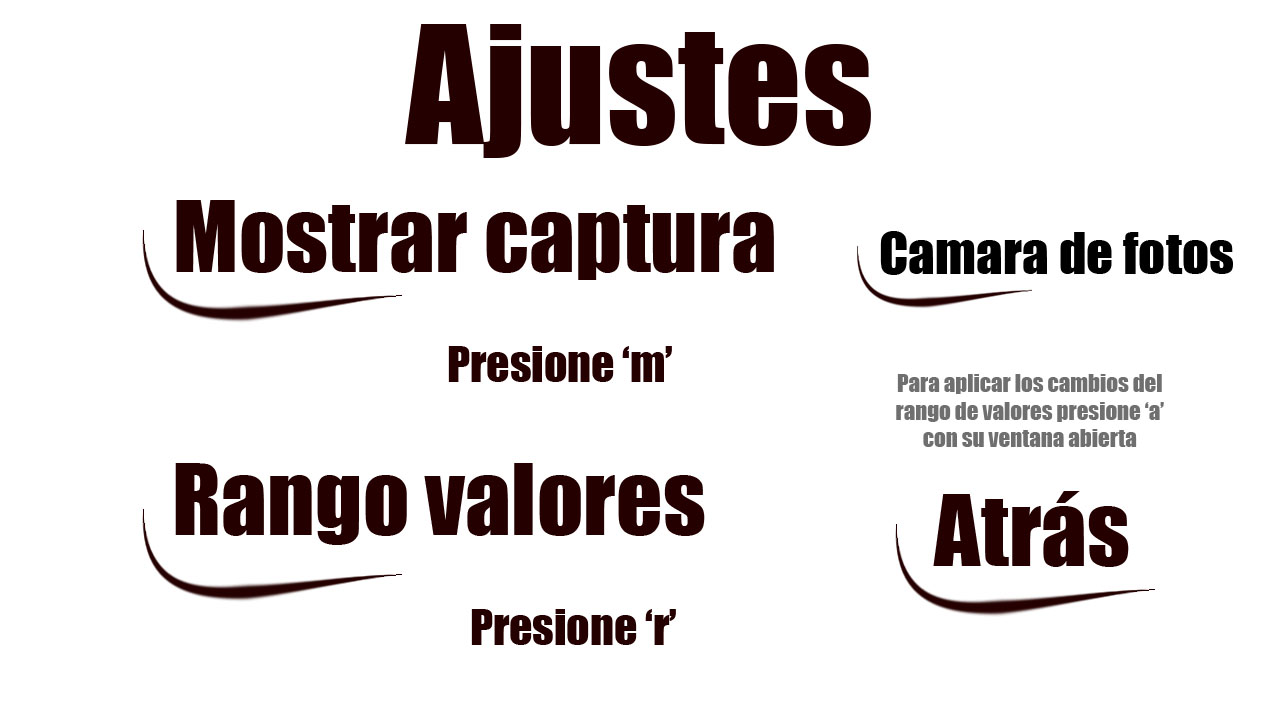 Ajustes
Mostrar captura
Camara de fotos
Presione ‘m’
Para aplicar los cambios del
rango de valores presione ‘a’
con su ventana abierta
Rango valores
Atrás
Presione ‘r’